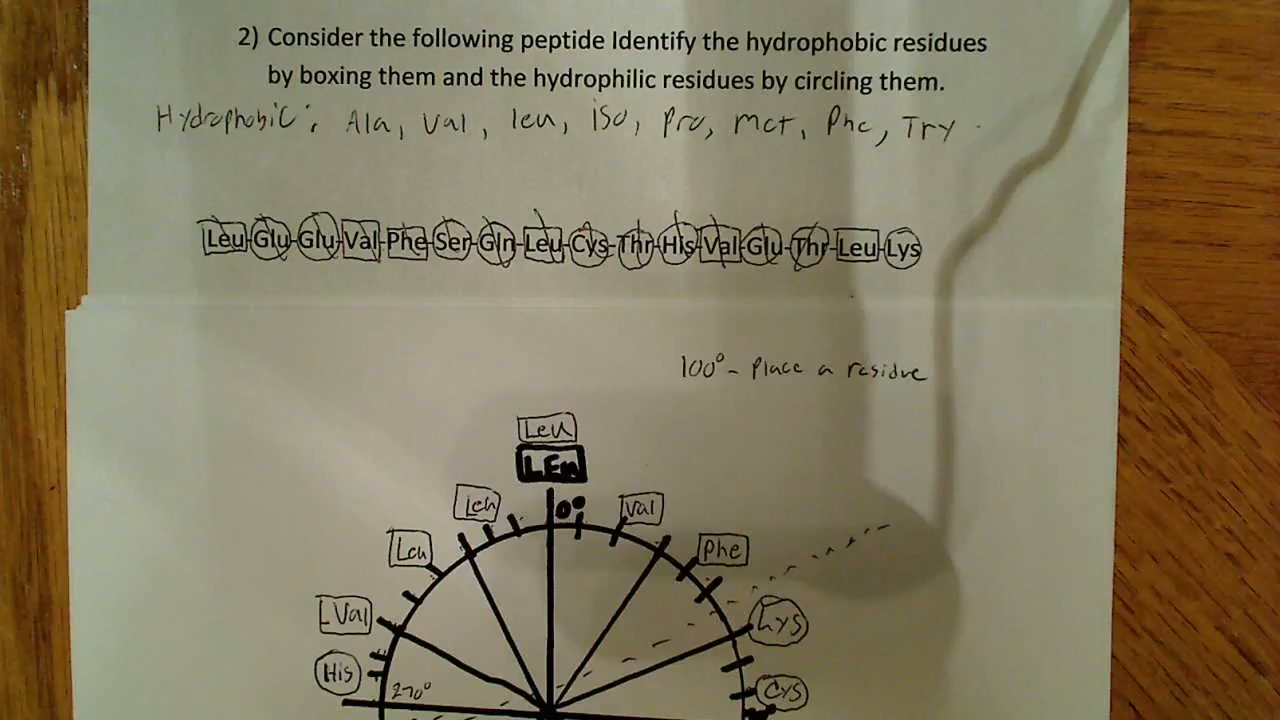 2) Consider the following peptide Identify the hydrophobic residues
by boxing them and the hydrophilic residues by circling them.
Hydrophobic: Ala, Val, leu, iso, Pro, met, Phe, Try
Leu-Glu-Glu-Val-Phe-Ser-Gln-Leu-Cys-Thr-His-Val-Glu-Thr-Leu-Lys
100° - Place a residue
Leu
LEu
Leu 0° Val
Leu Phe
LVal Lys
His 270° Cys